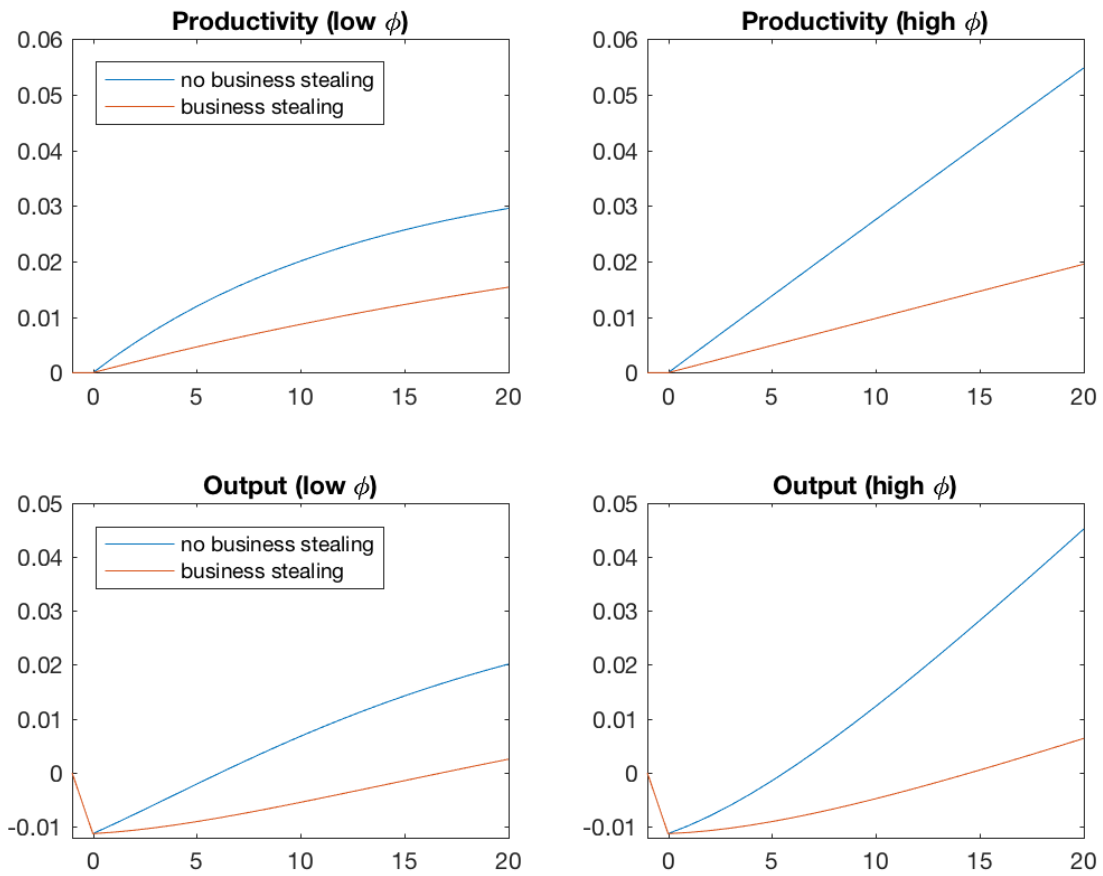 Productivity (low ϕ)
0.06
0.05
0.04
0.03
0.02
0.01
0
no business stealing
business stealing
0 5 10 15 20
Productivity (high ϕ)
0.06
0.05
0.04
0.03
0.02
0.01
0
0 5 10 15 20
Output (low ϕ)
0.05
0.04
0.03
0.02
0.01
0
-0.01
no business stealing
business stealing
0 5 10 15 20
Output (high ϕ)
0.05
0.04
0.03
0.02
0.01
0
-0.01
0 5 10 15 20